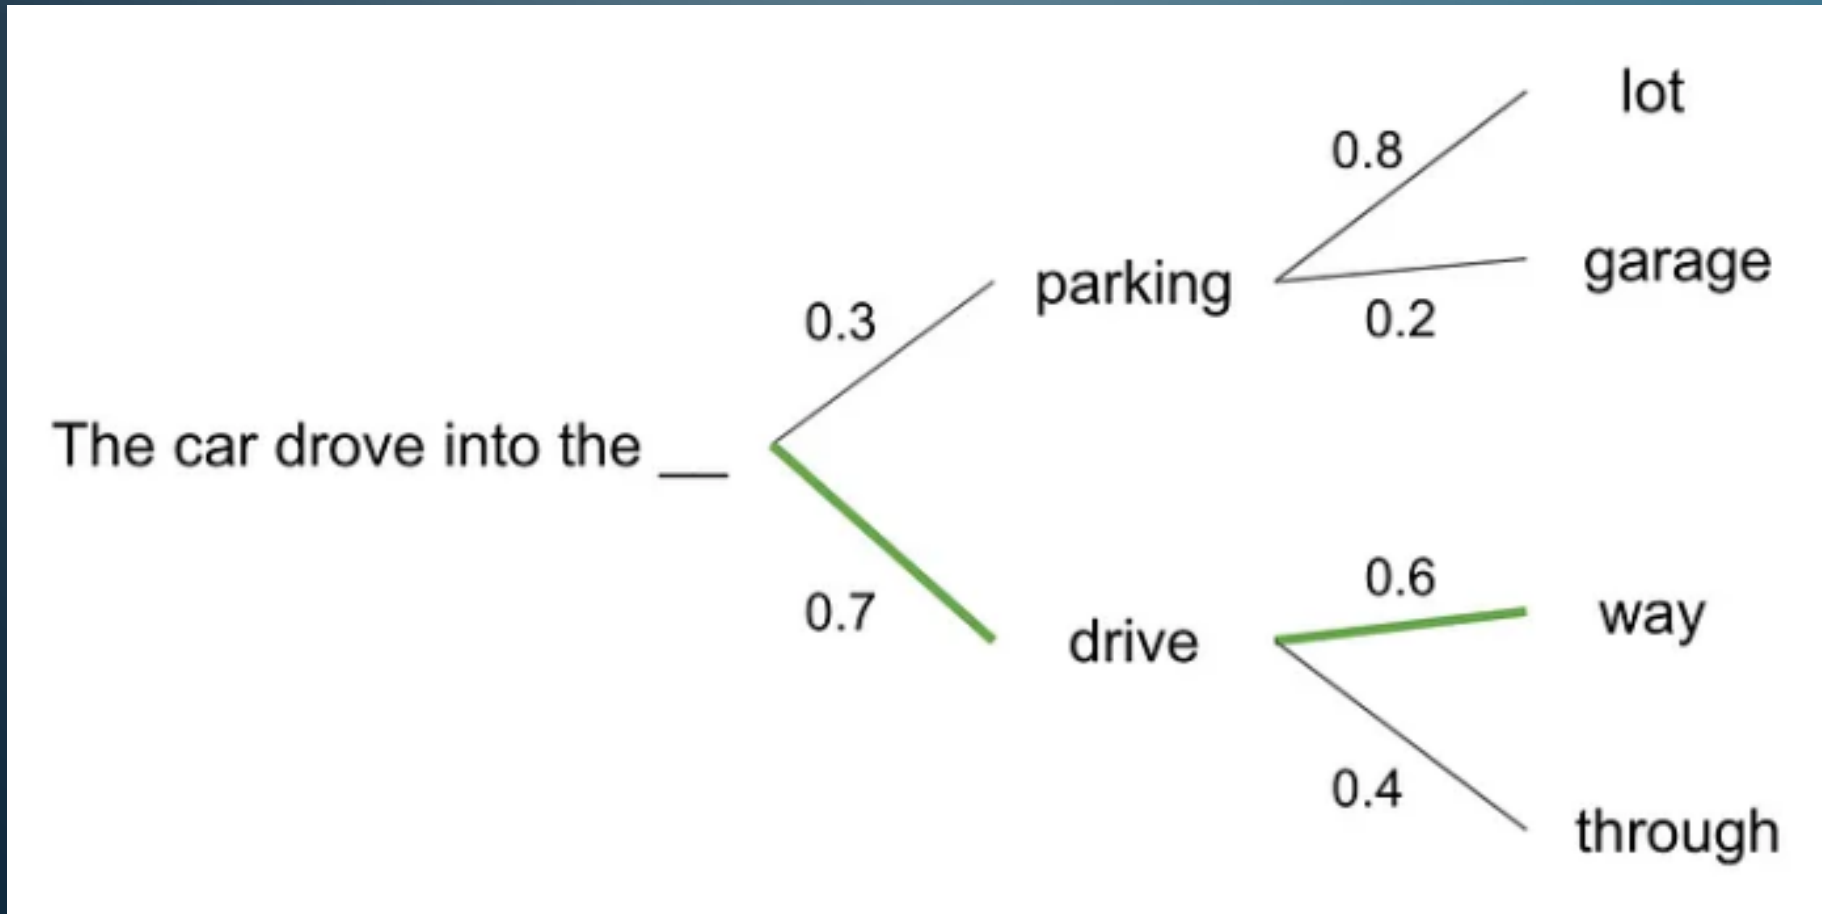 lot
0.8
garage
parking
0.2
0.3
The car drove into the __
0.6
way
0.7
drive
0.4
through